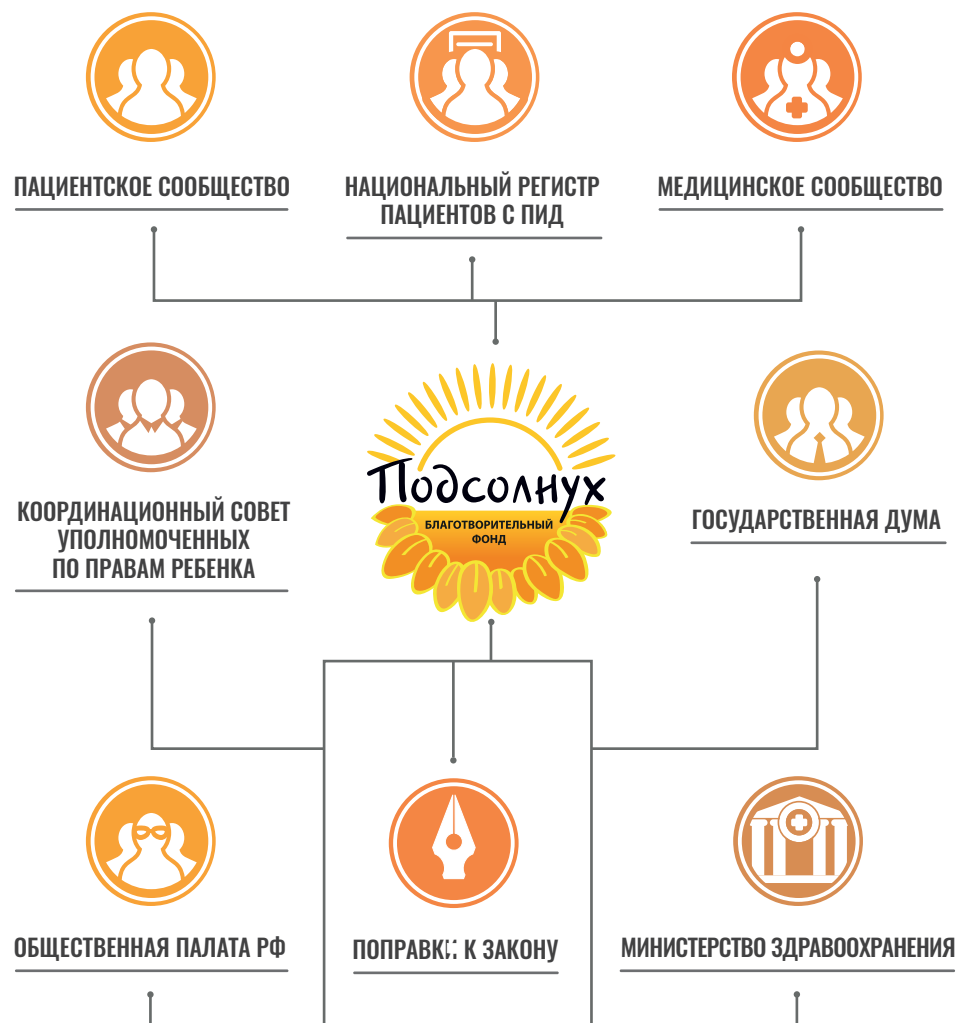 ПАЦИЕНТСКОЕ СООБЩЕСТВО
НАЦИОНАЛЬНЫЙ РЕГИСТР
ПАЦИЕНТОВ С ПИД
МЕДИЦИНСКОЕ СООБЩЕСТВО
КООРДИНАЦИОННЫЙ СОВЕТ
УПОЛНОМОЧЕННЫХ
ПО ПРАВАМ РЕБЕНКА
Подсолнух
БЛАГОТВОРИТЕЛЬНЫЙ
ФОНД
ГОСУДАРСТВЕННАЯ ДУМА
ОБЩЕСТВЕННАЯ ПАЛАТА РФ
ПОПРАВКИ К ЗАКОНУ
МИНИСТЕРСТВО ЗДРАВООХРАНЕНИЯ